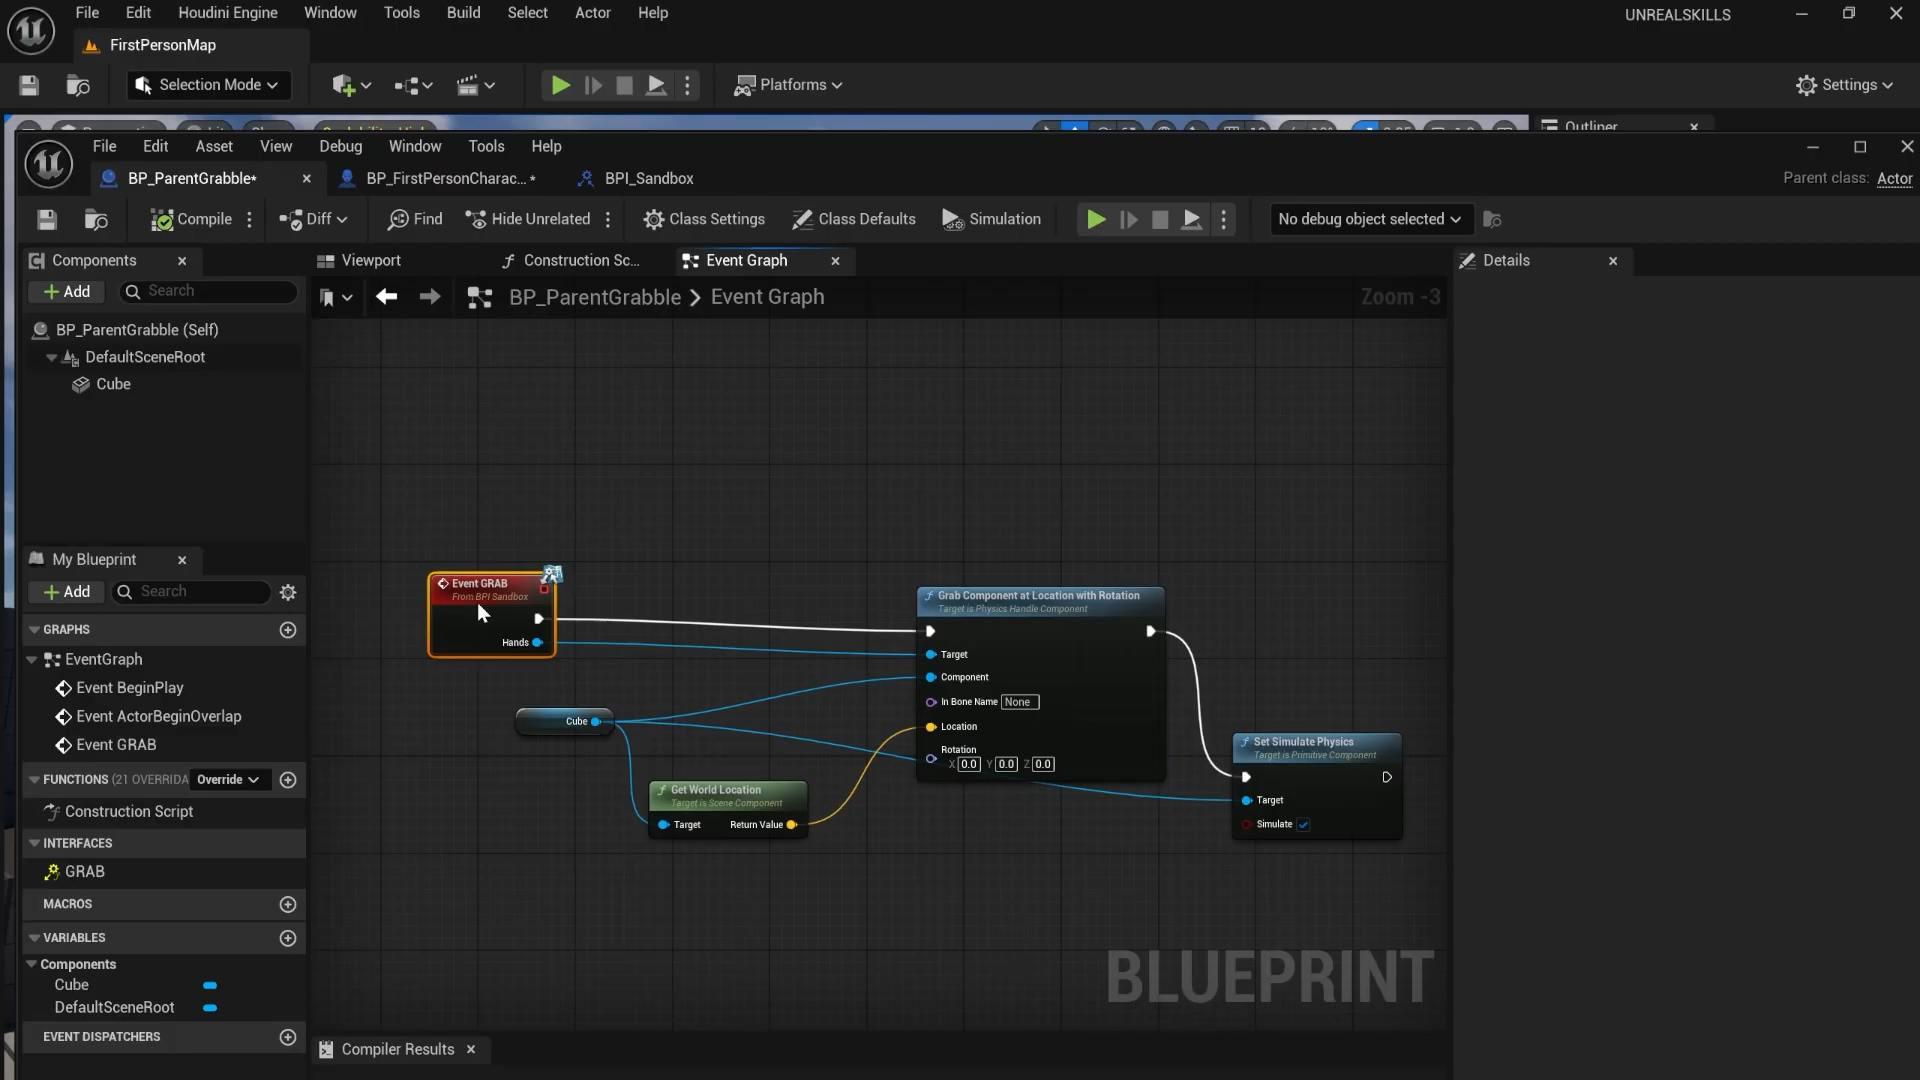 File Edit Tools Build Select Actor Help
Houdini Engine Window
UNREALSKILLS
FirstPersonMap
Selection Mode
Platforms
Settings
Outliner
File Edit Asset View Debug Window Tools Help
BP_ParentGrabble*
BP_FirstPersonCharac...*
BPI_Sandbox
Parent class: Actor
Compile
Diff
Find
Hide Unrelated
Class Settings
Class Defaults
Simulation
No debug object selected
Components
Viewport
Construction Sc...
Event Graph
Details
Add
Search
BP_ParentGrabble > Event Graph
Zoom -3
BP_ParentGrabble (Self)
DefaultSceneRoot
Cube
My Blueprint
Add
Search
GRAPHS
EventGraph
Event BeginPlay
Event ActorBeginOverlap
Event GRAB
FUNCTIONS (21 OVERRIDA
Override
Construction Script
INTERFACES
GRAB
MACROS
VARIABLES
Components
Cube
DefaultSceneRoot
EVENT DISPATCHERS
Event GRAB
From BPI Sandbox
Hands
Cube
Get World Location
Target is Scene Component
Target Return Value
Grab Component at Location with Rotation
Target is Physics Handle Component
Target
Component
In Bone Name None
Location
Rotation
X 0.0 Y 0.0 Z 0.0
Set Simulate Physics
Target is Primitive Component
Target
Simulate
BLUEPRINT
Compiler Results